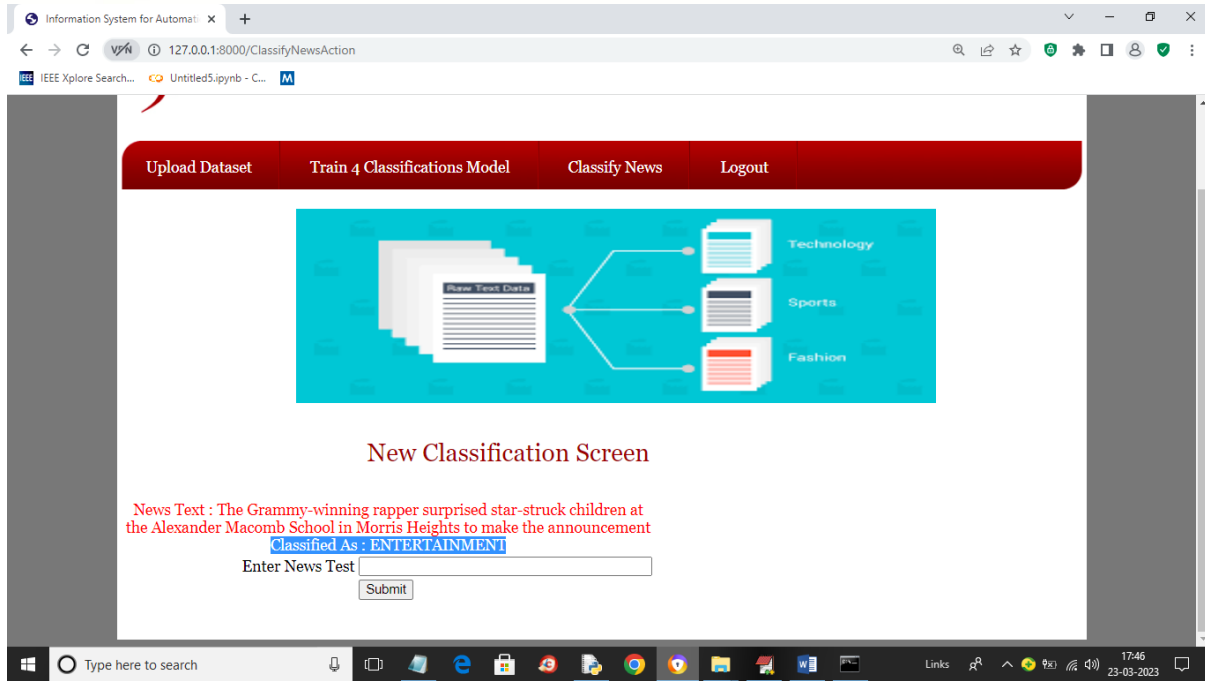 Information System for Automati
127.0.0.1:8000/ClassifyNewsAction
VPN
IEEE IEEE Xplore Search... Untitled5.ipynb - C... M
Upload Dataset Train 4 Classifications Model Classify News Logout
Raw Text Data
Technology
Sports
Fashion
New Classification Screen
News Text : The Grammy-winning rapper surprised star-struck children at
the Alexander Macomb School in Morris Heights to make the announcement
Classified As : ENTERTAINMENT
Enter News Test
Submit
Type here to search
Links
17:46
23-03-2023